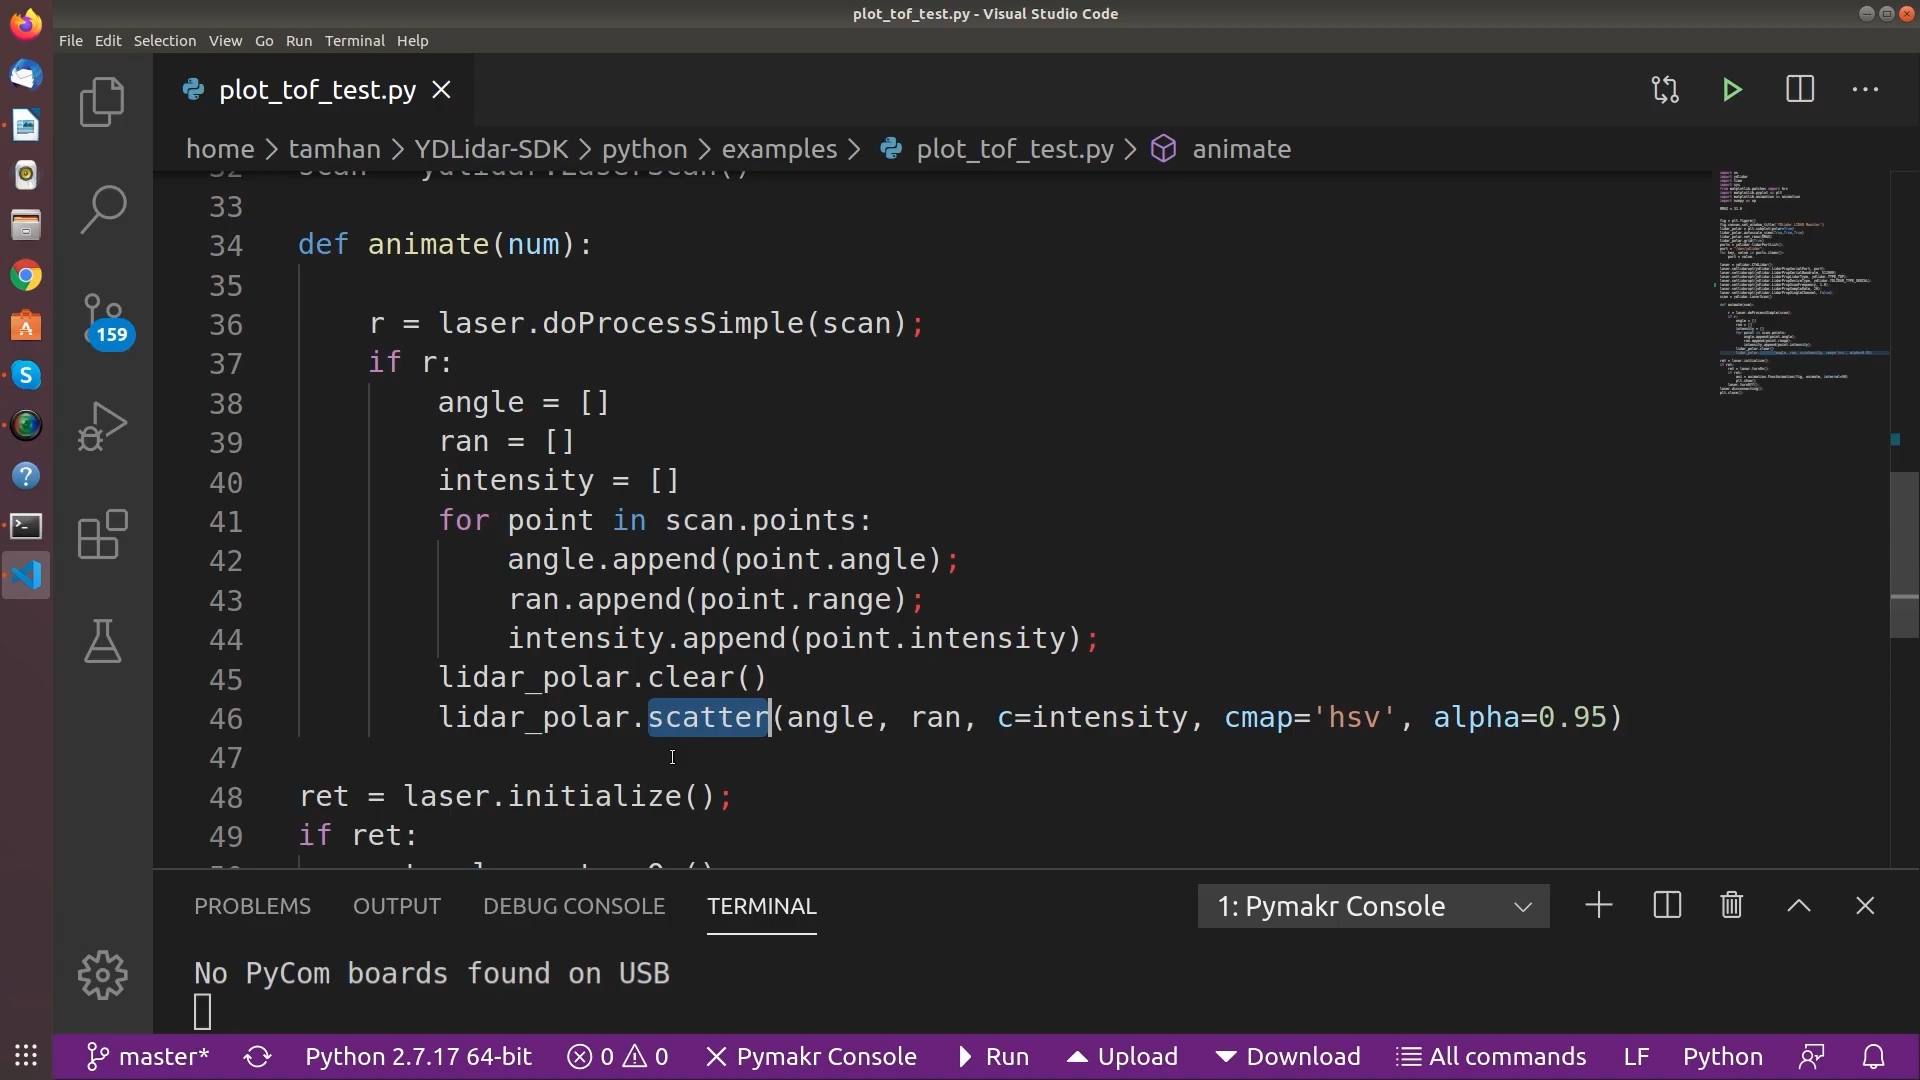 plot_tof_test.py - Visual Studio Code
File Edit Selection View Go Run Terminal Help
plot_tof_test.py
home > tamhan > YDLidar-SDK > python > examples > plot_tof_test.py > animate
33
34 def animate(num):
35
36 r = laser.doProcessSimple(scan);
37 if r:
38 angle = []
39 ran = []
40 intensity = []
41 for point in scan.points:
42 angle.append(point.angle);
43 ran.append(point.range);
44 intensity.append(point.intensity);
45 lidar_polar.clear()
46 lidar_polar.scatter(angle, ran, c=intensity, cmap='hsv', alpha=0.95)
47
48 ret = laser.initialize();
49 if ret:
159
PROBLEMS OUTPUT DEBUG CONSOLE TERMINAL 1: Pymakr Console
No PyCom boards found on USB
master* Python 2.7.17 64-bit 0 0 Pymakr Console Run Upload Download All commands LF Python